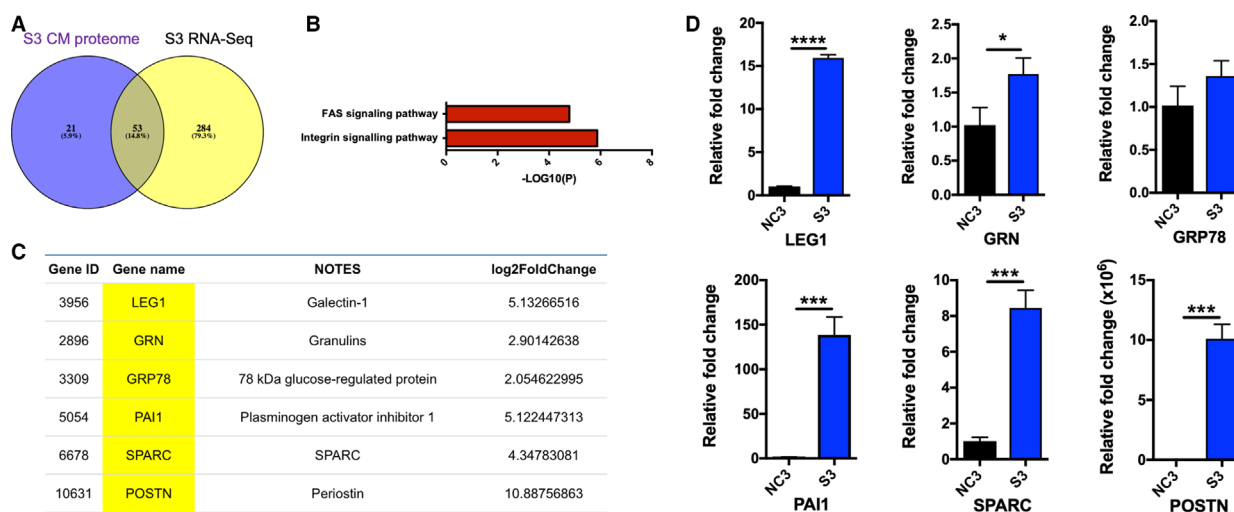 A
S3 CM proteome
S3 RNA-Seq
21
(5.9%)
53
(14.8%)
284
(79.3%)
B
FAS signaling pathway
Integrin signalling pathway
0
2
4
6
8
-LOG10(P)
C
Gene ID Gene name NOTES log2FoldChange
3956 LEG1 Galectin-1 5.13266516
2896 GRN Granulins 2.90142638
3309 GRP78 78 kDa glucose-regulated protein 2.054622995
5054 PAI1 Plasminogen activator inhibitor 1 5.122447313
6678 SPARC SPARC 4.34783081
10631 POSTN Periostin 10.88756863
D
Relative fold change
20
15
10
5
0
****
NC3
S3
LEG1
Relative fold change
2.5
2.0
1.5
1.0
0.5
0.0
*
NC3
S3
GRN
Relative fold change
2.0
1.5
1.0
0.5
0.0
NC3
S3
GRP78
Relative fold change
200
150
100
50
0
***
NC3
S3
PAI1
Relative fold change
10
8
6
4
2
0
***
NC3
S3
SPARC
Relative fold change (x10⁶)
15
10
5
0
***
NC3
S3
POSTN